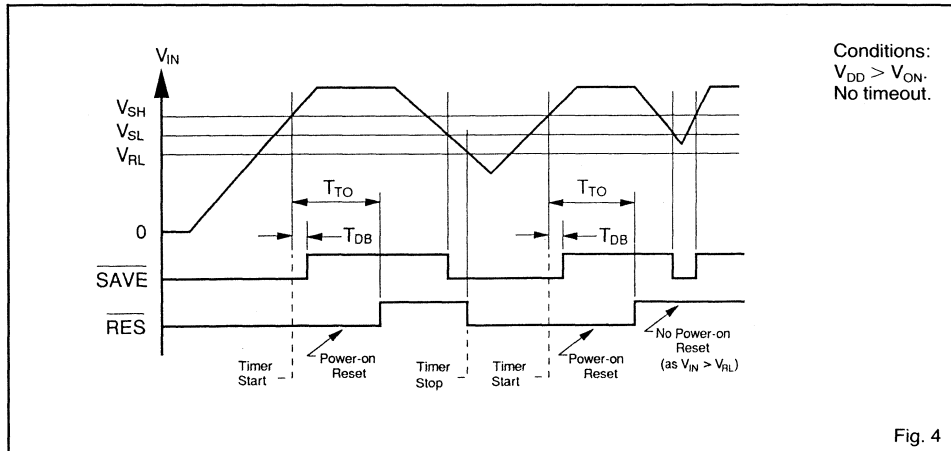 V_IN
Conditions:
V_DD > V_ON.
No timeout.
V_SH
V_SL
V_RL
T_TO
T_TO
0
T_DB
T_DB
SAVE
RES
Timer
Start
Power-on
Reset
Timer
Stop
Timer
Start
Power-on
Reset
No Power-on
Reset
(as V_IN > V_RL)
Fig. 4